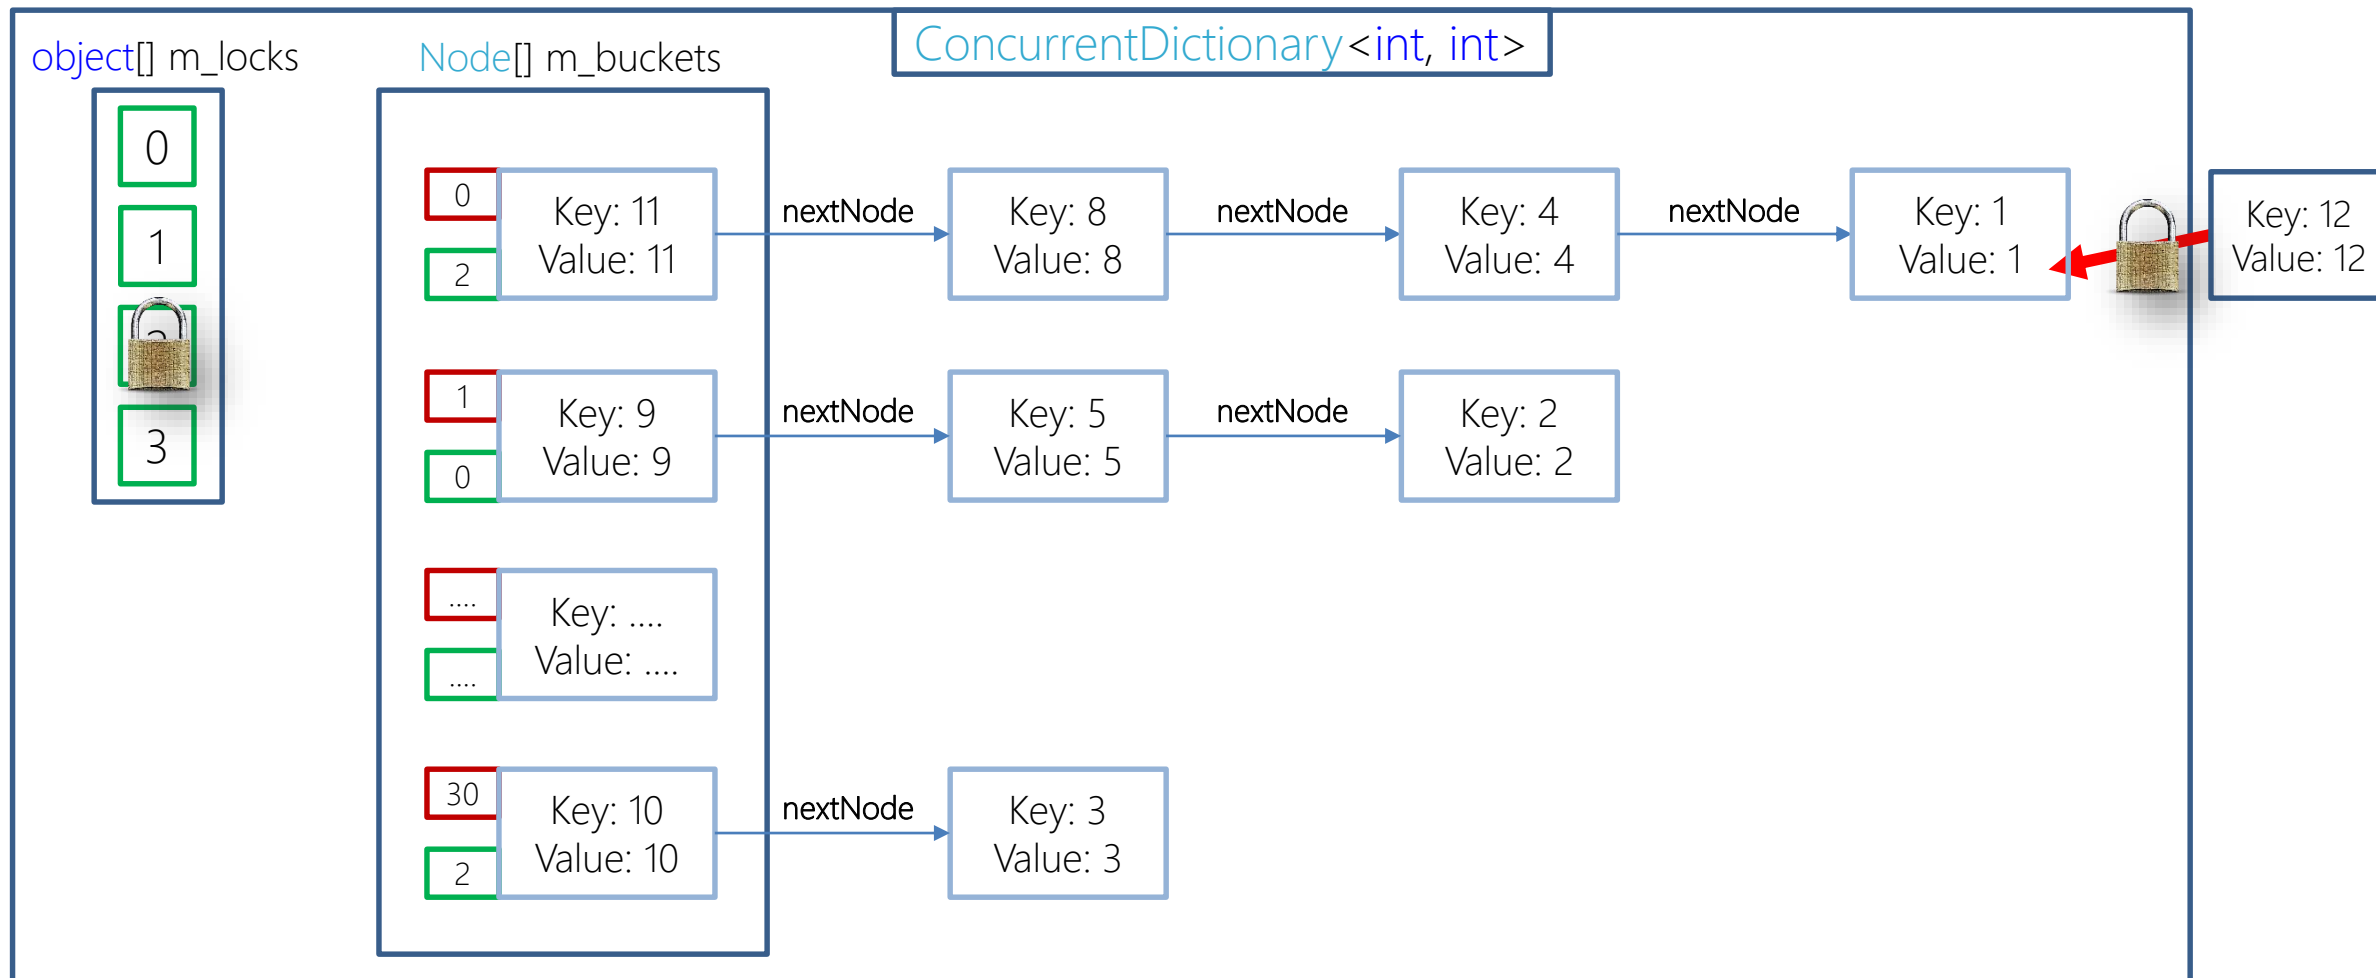 ConcurrentDictionary<int, int>
object[] m_locks
0
1
3
Node[] m_buckets
0
2
Key: 11
Value: 11
nextNode
Key: 8
Value: 8
nextNode
Key: 4
Value: 4
nextNode
Key: 1
Value: 1
Key: 12
Value: 12
1
0
Key: 9
Value: 9
nextNode
Key: 5
Value: 5
nextNode
Key: 2
Value: 2
....
....
Key: ....
Value: ....
30
2
Key: 10
Value: 10
nextNode
Key: 3
Value: 3